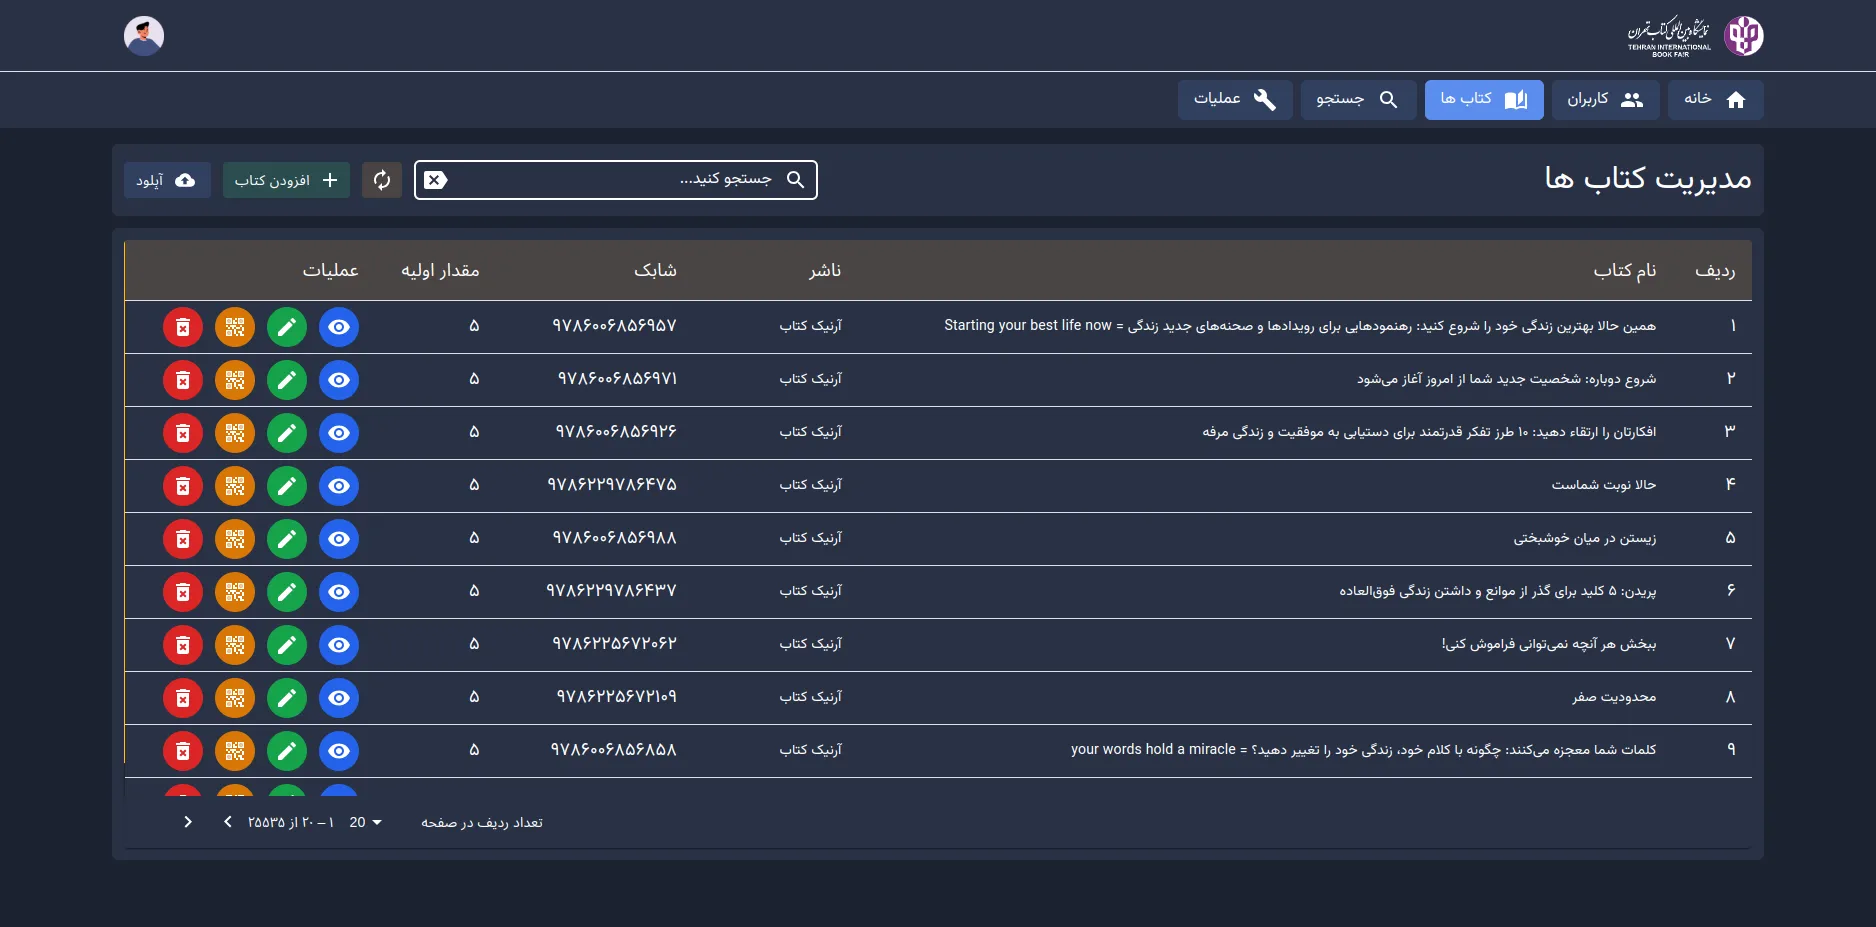 نمایشگاه بین‌المللی کتاب تهران
TEHRAN INTERNATIONAL
BOOK FAIR
خانه
کاربران
کتاب ها
جستجو
عملیات
مدیریت کتاب ها
جستجو کنید...
افزودن کتاب
آپلود
ردیف نام کتاب ناشر شابک مقدار اولیه عملیات
۱ همین حالا بهترین زندگی خود را شروع کنید: رهنمودهایی برای رویدادها و صحنه‌های جدید زندگی = Starting your best life now آرنیک کتاب ۹۷۸۶۰۰۶۸۵۶۹۵۷ ۵
۲ شروع دوباره: شخصیت جدید شما از امروز آغاز می‌شود آرنیک کتاب ۹۷۸۶۰۰۶۸۵۶۹۷۱ ۵
۳ افکارتان را ارتقاء دهید: ۱۰ طرز تفکر قدرتمند برای دستیابی به موفقیت و زندگی مرفه آرنیک کتاب ۹۷۸۶۰۰۶۸۵۶۹۲۶ ۵
۴ حالا نوبت شماست آرنیک کتاب ۹۷۸۶۲۲۹۷۸۶۴۷۵ ۵
۵ زیستن در میان خوشبختی آرنیک کتاب ۹۷۸۶۰۰۶۸۵۶۹۸۸ ۵
۶ پریدن: ۵ کلید برای گذر از موانع و داشتن زندگی فوق‌العاده آرنیک کتاب ۹۷۸۶۲۲۹۷۸۶۴۳۷ ۵
۷ ببخش هر آنچه نمی‌توانی فراموش کنی! آرنیک کتاب ۹۷۸۶۲۲۵۶۷۲۰۶۲ ۵
۸ محدودیت صفر آرنیک کتاب ۹۷۸۶۲۲۵۶۷۲۱۰۹ ۵
۹ کلمات شما معجزه می‌کنند: چگونه با کلام خود، زندگی خود را تغییر دهید؟ = your words hold a miracle آرنیک کتاب ۹۷۸۶۰۰۶۸۵۶۸۵۸ ۵
تعداد ردیف در صفحه 20 ۱–۲۰ از ۲۵۵۳۵